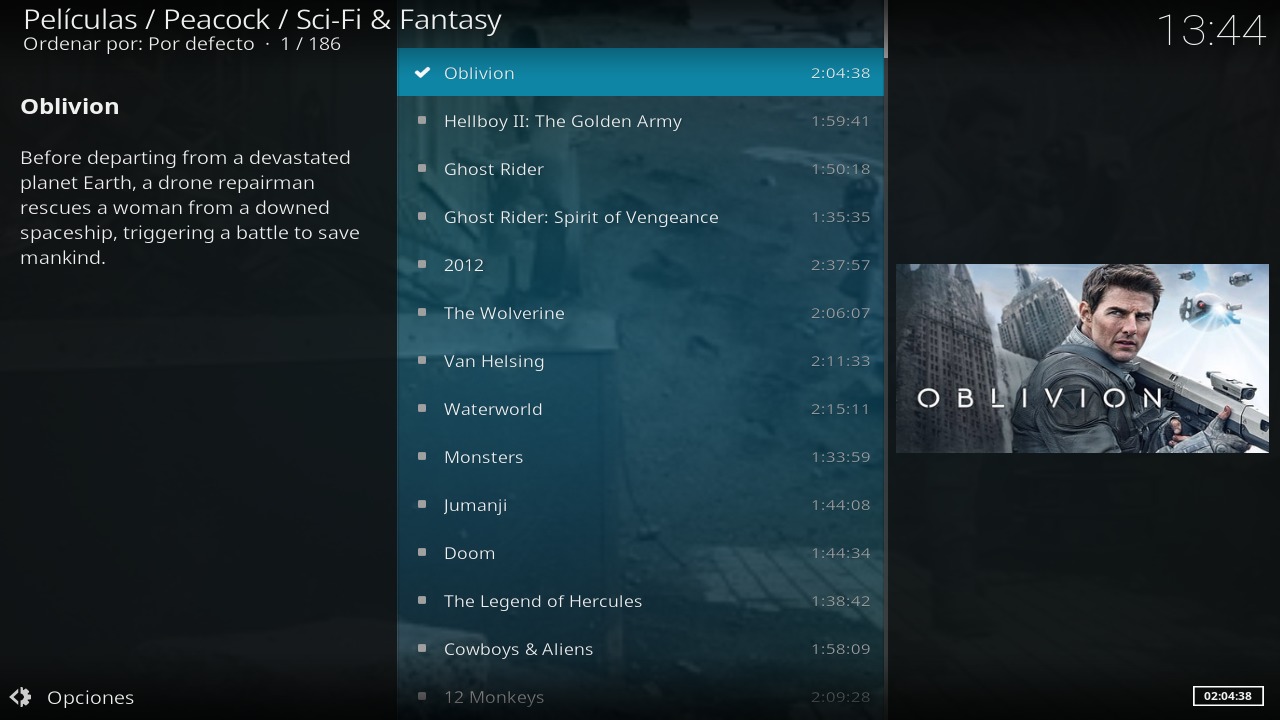 Películas / Peacock / Sci-Fi & Fantasy
Ordenar por: Por defecto · 1 / 186
13:44
Oblivion
Before departing from a devastated
planet Earth, a drone repairman
rescues a woman from a downed
spaceship, triggering a battle to save
mankind.
Oblivion 2:04:38
Hellboy II: The Golden Army 1:59:41
Ghost Rider 1:50:18
Ghost Rider: Spirit of Vengeance 1:35:35
2012 2:37:57
The Wolverine 2:06:07
Van Helsing 2:11:33
Waterworld 2:15:11
Monsters 1:33:59
Jumanji 1:44:08
Doom 1:44:34
The Legend of Hercules 1:38:42
Cowboys & Aliens 1:58:09
12 Monkeys 2:09:28
OBLIVION
Opciones
02:04:38